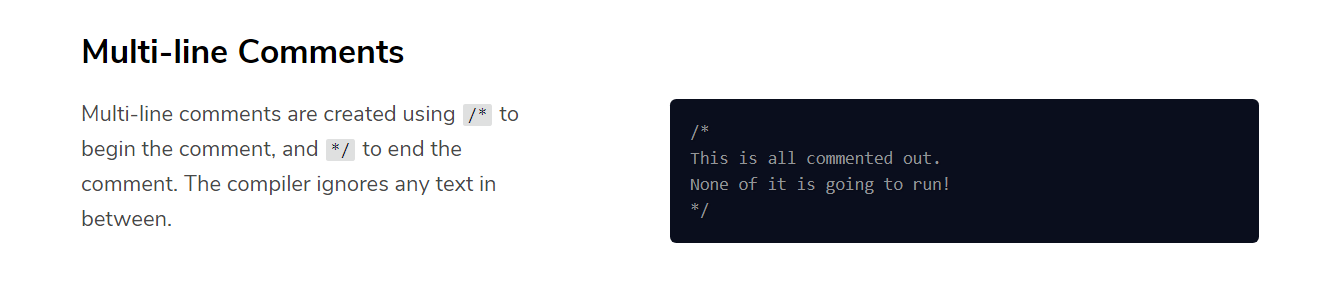 Multi-line Comments
Multi-line comments are created using /* to
begin the comment, and */ to end the
comment. The compiler ignores any text in
between.
/*
This is all commented out.
None of it is going to run!
*/